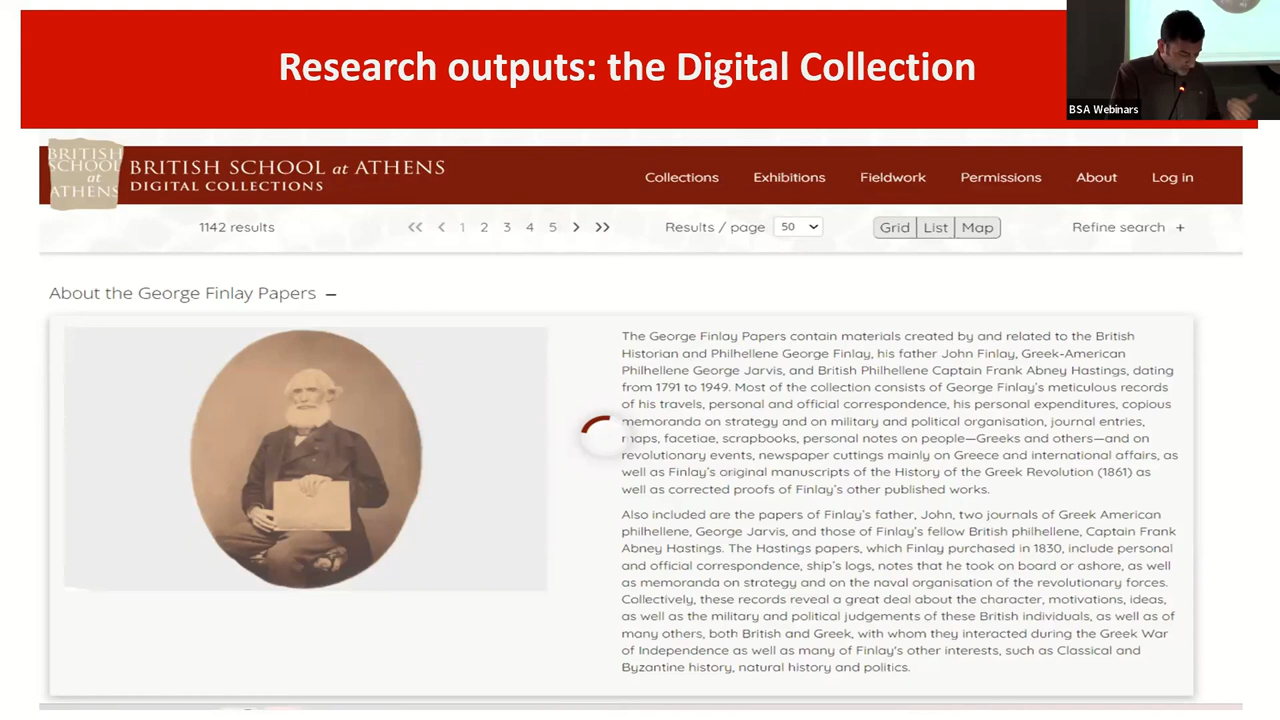 Research outputs: the Digital Collection
BSA Webinars
BRITISH
SCHOOL
at
ATHENS
BRITISH SCHOOL at ATHENS
DIGITAL COLLECTIONS
Collections Exhibitions Fieldwork Permissions About Log in
1142 results << < 1 2 3 4 5 > >> Results / page 50 Grid List Map Refine search +
About the George Finlay Papers –
The George Finlay Papers contain materials created by and related to the British
Historian and Philhellene George Finlay, his father John Finlay, Greek-American
Philhellene George Jarvis, and British Philhellene Captain Frank Abney Hastings, dating
from 1791 to 1949. Most of the collection consists of George Finlay's meticulous records
of his travels, personal and official correspondence, his personal expenditures, copious
memoranda on strategy and on military and political organisation, journal entries,
maps, facetiae, scrapbooks, personal notes on people—Greeks and others—and on
revolutionary events, newspaper cuttings mainly on Greece and international affairs, as
well as Finlay's original manuscripts of the History of the Greek Revolution (1861) as
well as corrected proofs of Finlay's other published works.
Also included are the papers of Finlay's father, John, two journals of Greek American
philhellene, George Jarvis, and those of Finlay's fellow British philhellene, Captain Frank
Abney Hastings. The Hastings papers, which Finlay purchased in 1830, include personal
and official correspondence, ship's logs, notes that he took on board or ashore, as well
as memoranda on strategy and on the naval organisation of the revolutionary forces.
Collectively, these records reveal a great deal about the character, motivations, ideas,
as well as the military and political judgements of these British individuals, as well as of
many others, both British and Greek, with whom they interacted during the Greek War
of Independence as well as many of Finlay's other interests, such as Classical and
Byzantine history, natural history and politics.